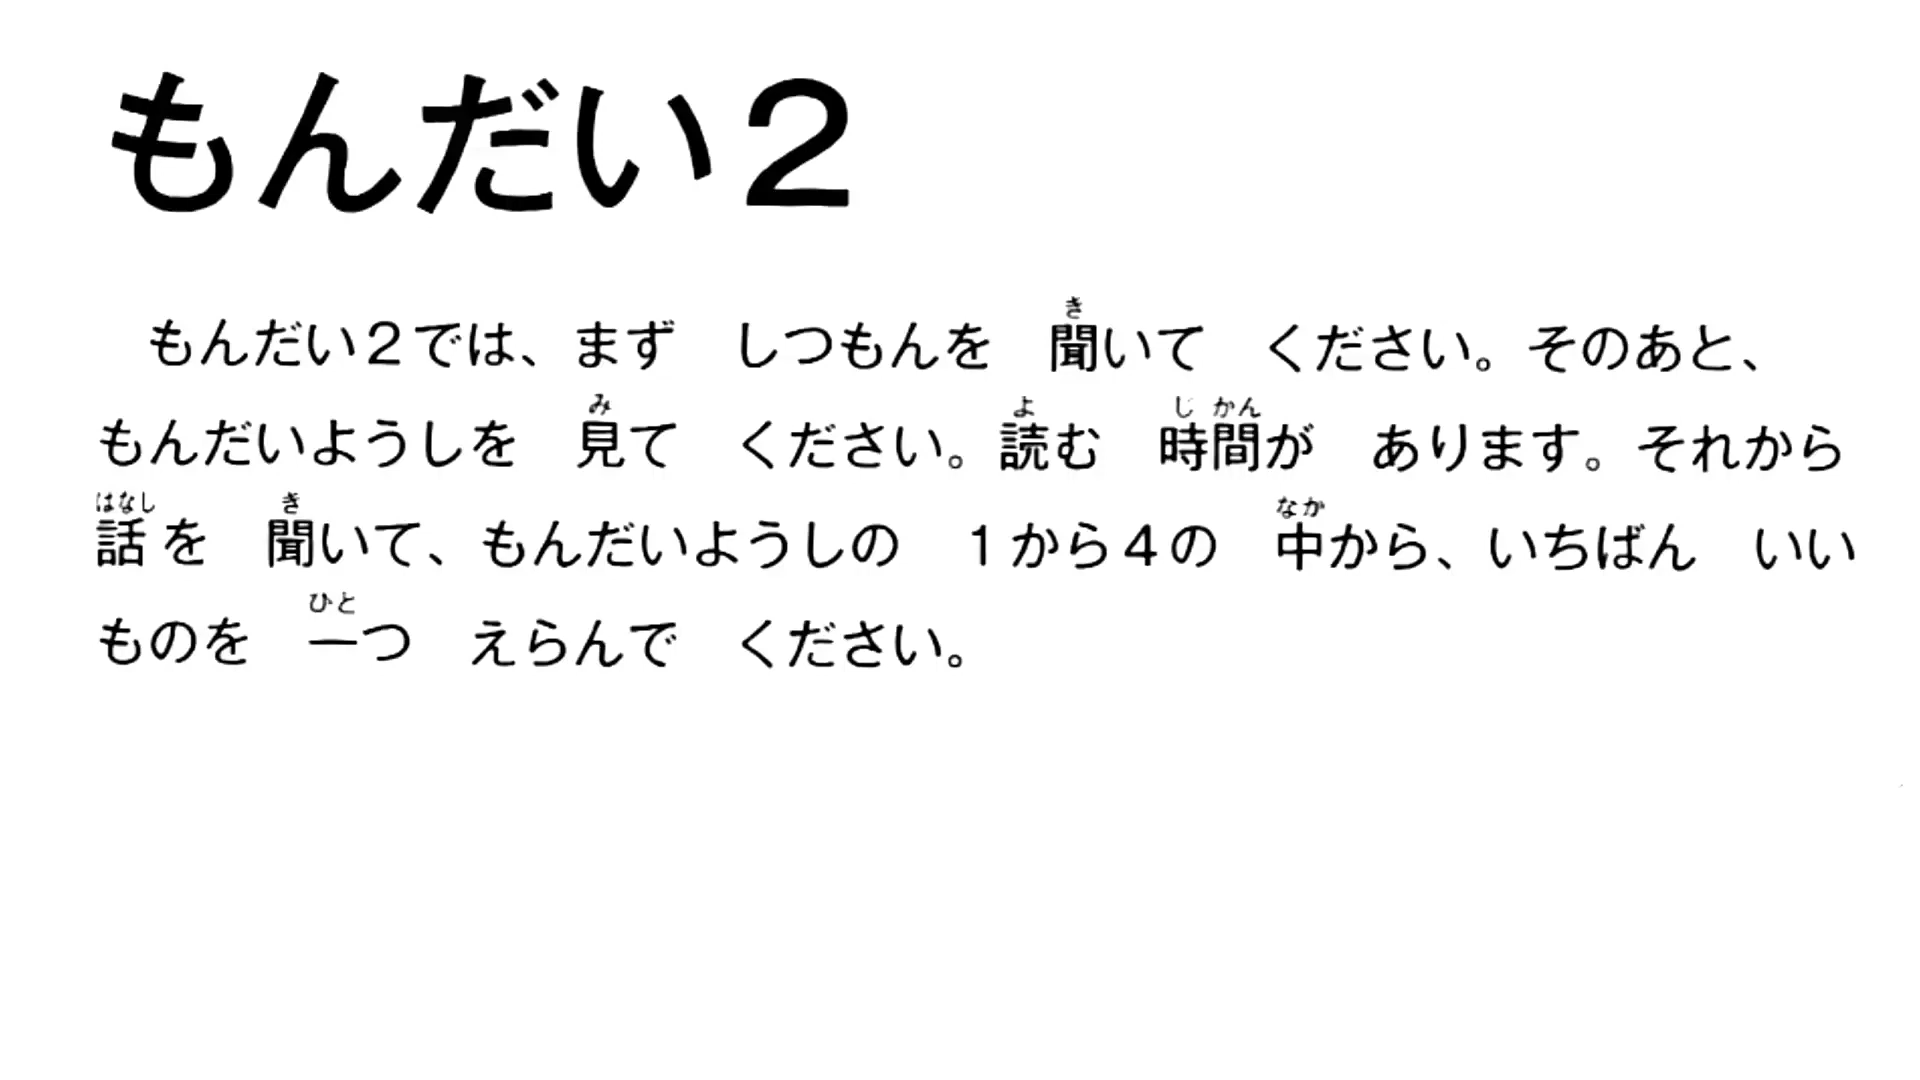 もんだい２
もんだい２では、まず　しつもんを　聞いて　ください。そのあと、
もんだいようしを　見て　ください。読む　時間が　あります。それから
話を　聞いて、もんだいようしの　１から４の　中から、いちばん　いい
ものを　一つ　えらんで　ください。